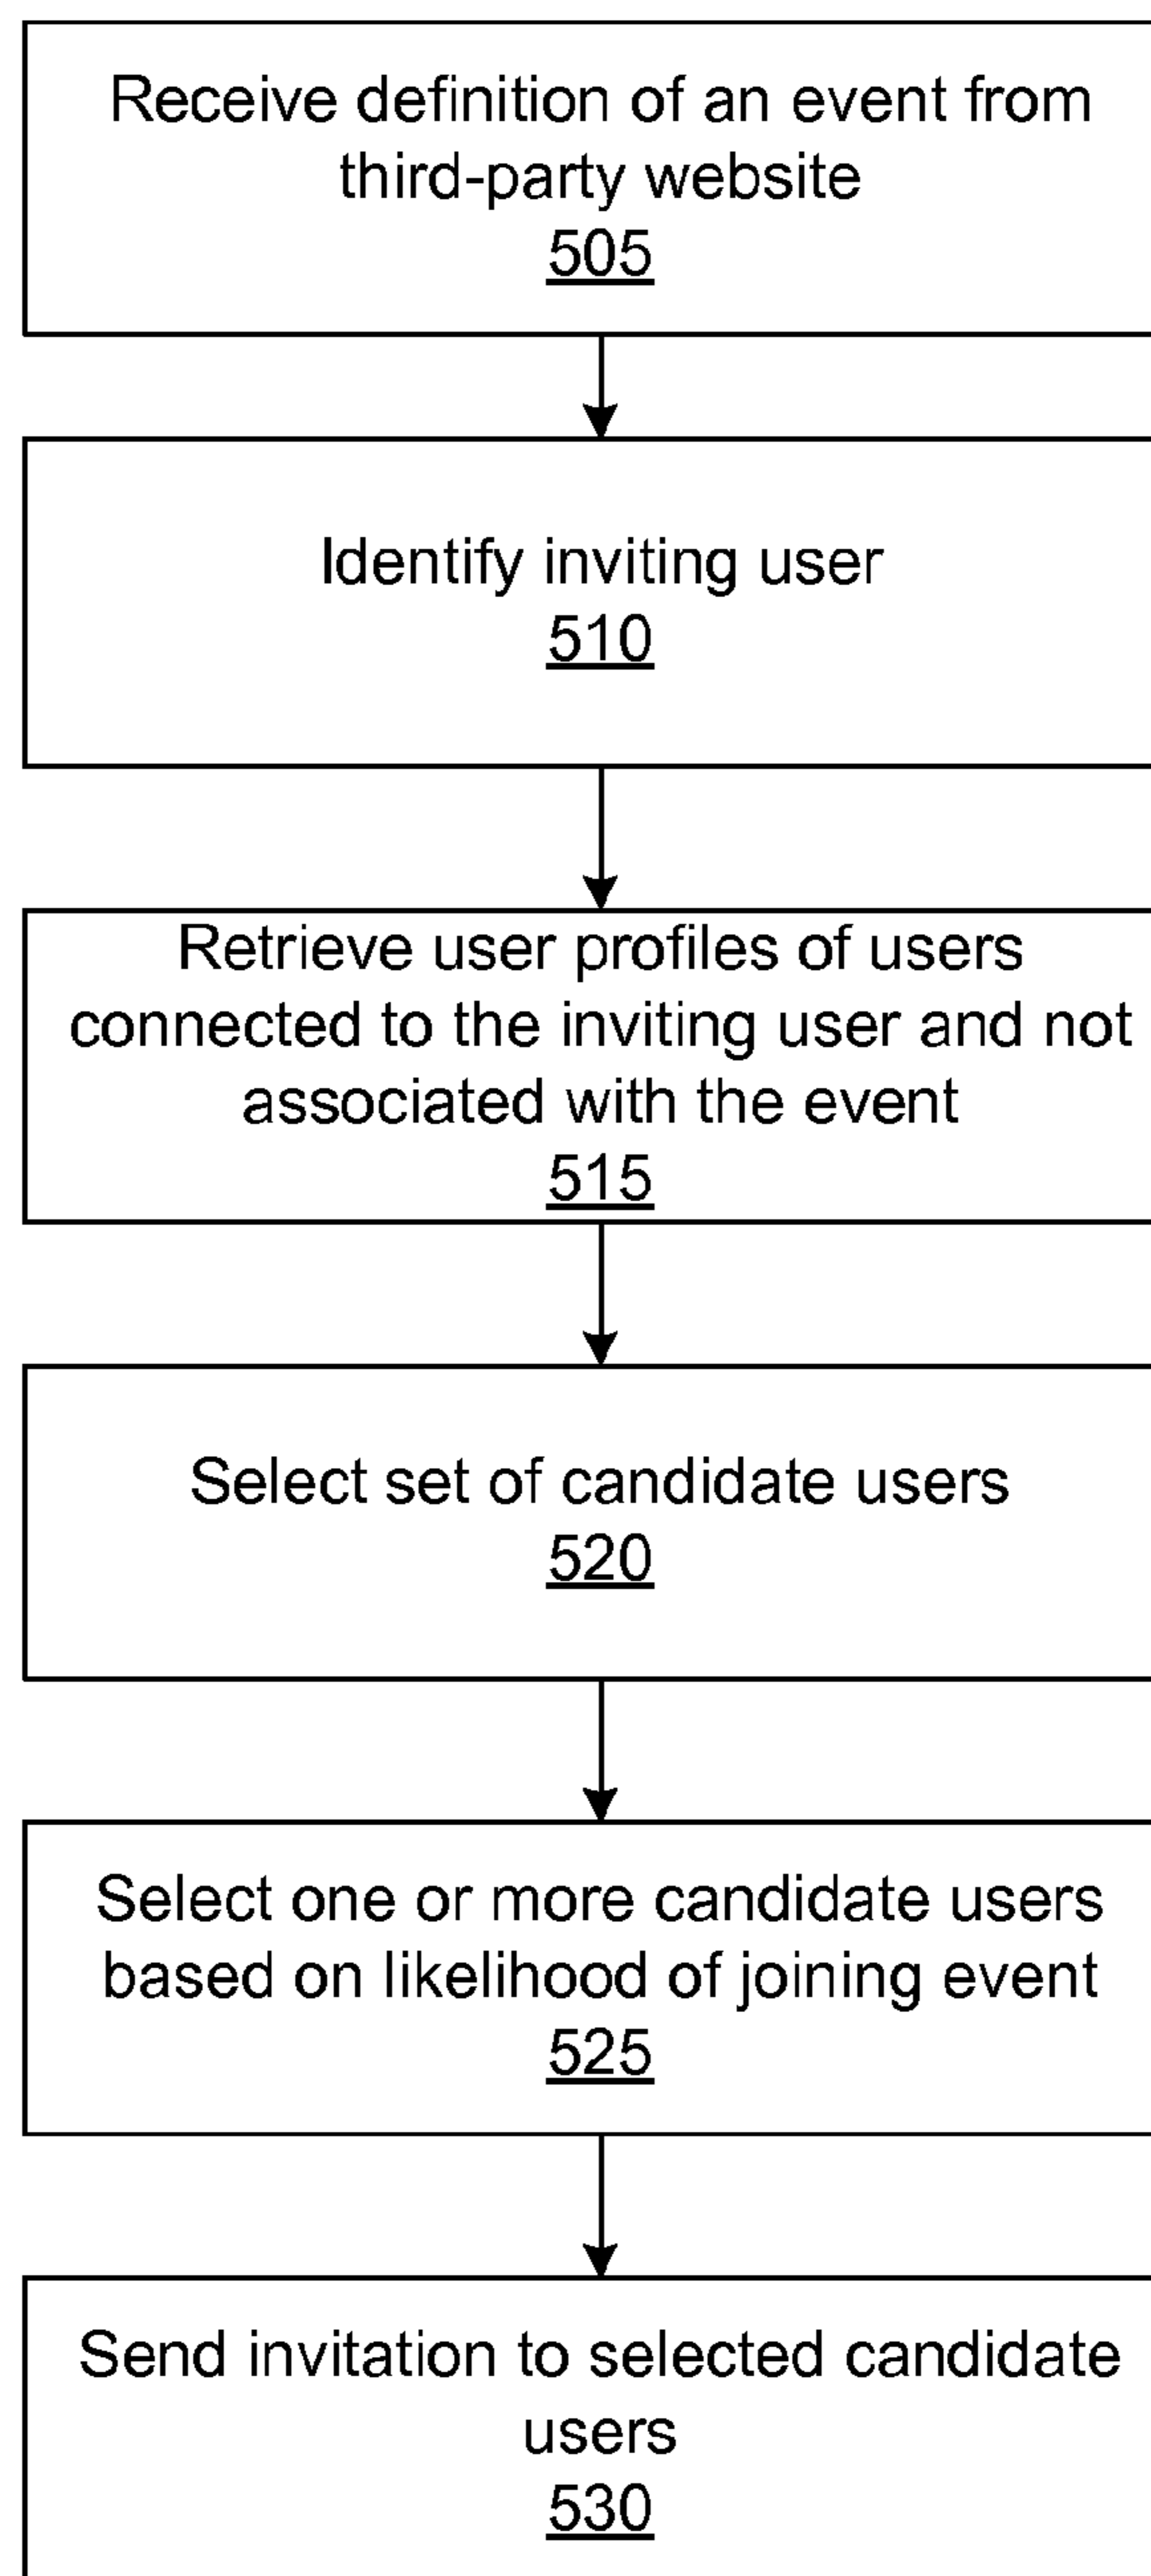 Receive definition of an event from
third-party website
505
Identify inviting user
510
Retrieve user profiles of users
connected to the inviting user and not
associated with the event
515
Select set of candidate users
520
Select one or more candidate users
based on likelihood of joining event
525
Send invitation to selected candidate
users
530